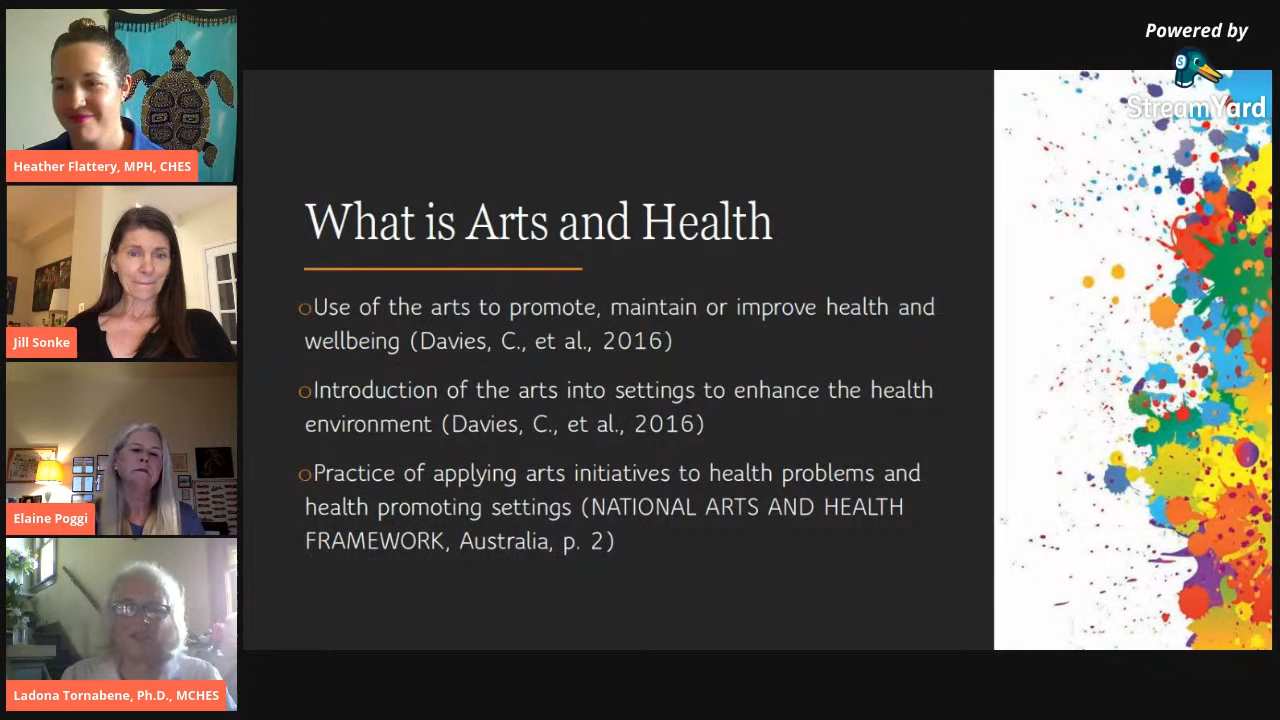 Powered by
StreamYard
Heather Flattery, MPH, CHES
Jill Sonke
Elaine Poggi
Ladona Tornabene, Ph.D., MCHES
What is Arts and Health
Use of the arts to promote, maintain or improve health and
wellbeing (Davies, C., et al., 2016)
Introduction of the arts into settings to enhance the health
environment (Davies, C., et al., 2016)
Practice of applying arts initiatives to health problems and
health promoting settings (NATIONAL ARTS AND HEALTH
FRAMEWORK, Australia, p. 2)